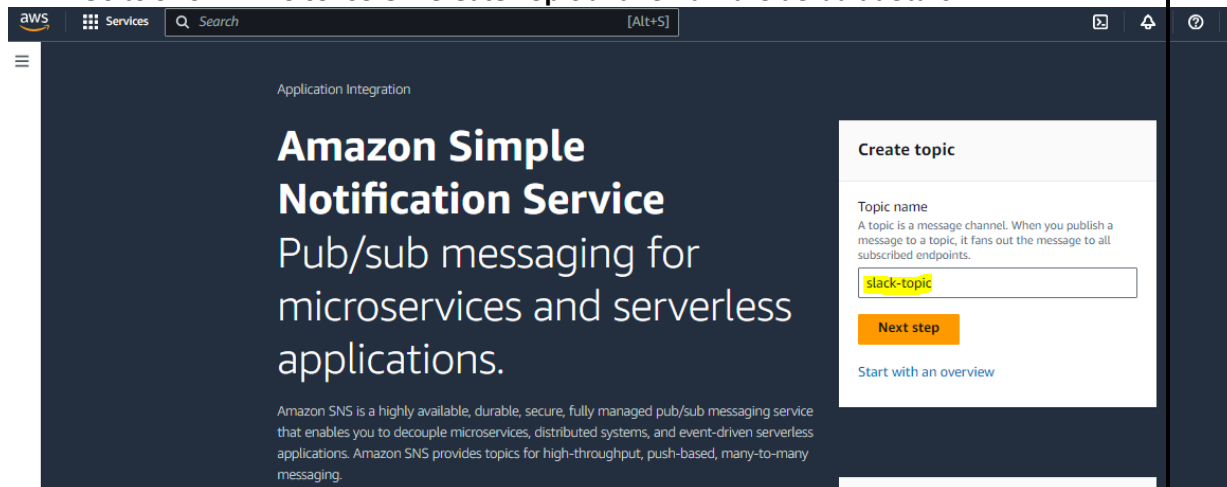 aws Services Search [Alt+S]
Application Integration
Amazon Simple
Notification Service
Pub/sub messaging for
microservices and serverless
applications.
Amazon SNS is a highly available, durable, secure, fully managed pub/sub messaging service
that enables you to decouple microservices, distributed systems, and event-driven serverless
applications. Amazon SNS provides topics for high-throughput, push-based, many-to-many
messaging.
Create topic
Topic name
A topic is a message channel. When you publish a
message to a topic, it fans out the message to all
subscribed endpoints.
slack-topic
Next step
Start with an overview